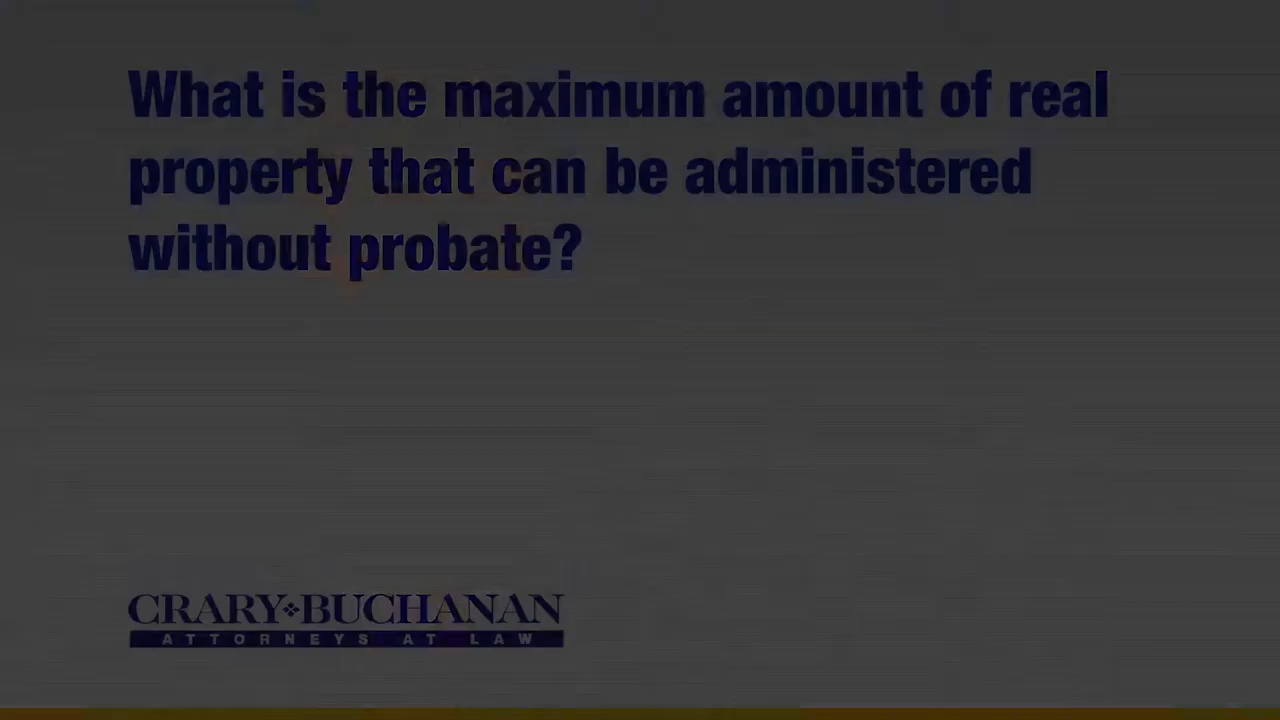 What is the maximum amount of real
property that can be administered
without probate?
CRARY❖BUCHANAN
ATTORNEYS AT LAW